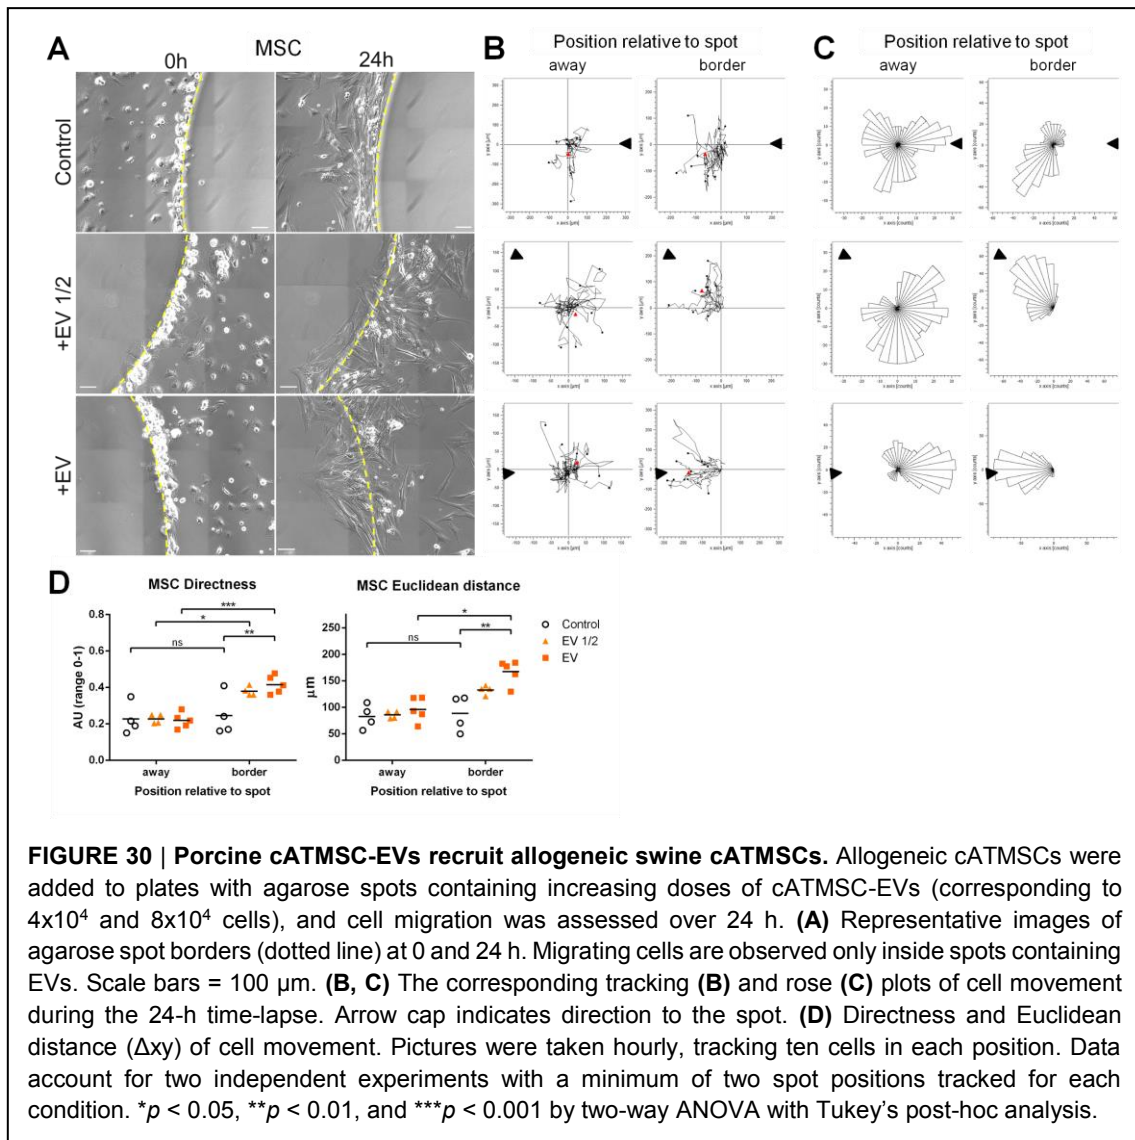 A
MSC
0h
24h
Control
+EV 1/2
+EV
B
Position relative to spot
away
border
C
Position relative to spot
away
border
D
MSC Directness
AU (range 0-1)
0.8
0.6
0.4
0.2
0.0
ns
*
***
**
away
border
Position relative to spot
MSC Euclidean distance
μm
250
200
150
100
50
0
ns
*
**
away
border
Position relative to spot
Control
EV 1/2
EV
FIGURE 30 | Porcine cATMSC-EVs recruit allogeneic swine cATMSCs. Allogeneic cATMSCs were
added to plates with agarose spots containing increasing doses of cATMSC-EVs (corresponding to
4x10⁴ and 8x10⁴ cells), and cell migration was assessed over 24 h. (A) Representative images of
agarose spot borders (dotted line) at 0 and 24 h. Migrating cells are observed only inside spots containing
EVs. Scale bars = 100 μm. (B, C) The corresponding tracking (B) and rose (C) plots of cell movement
during the 24-h time-lapse. Arrow cap indicates direction to the spot. (D) Directness and Euclidean
distance (Δxy) of cell movement. Pictures were taken hourly, tracking ten cells in each position. Data
account for two independent experiments with a minimum of two spot positions tracked for each
condition. *p < 0.05, **p < 0.01, and ***p < 0.001 by two-way ANOVA with Tukey's post-hoc analysis.